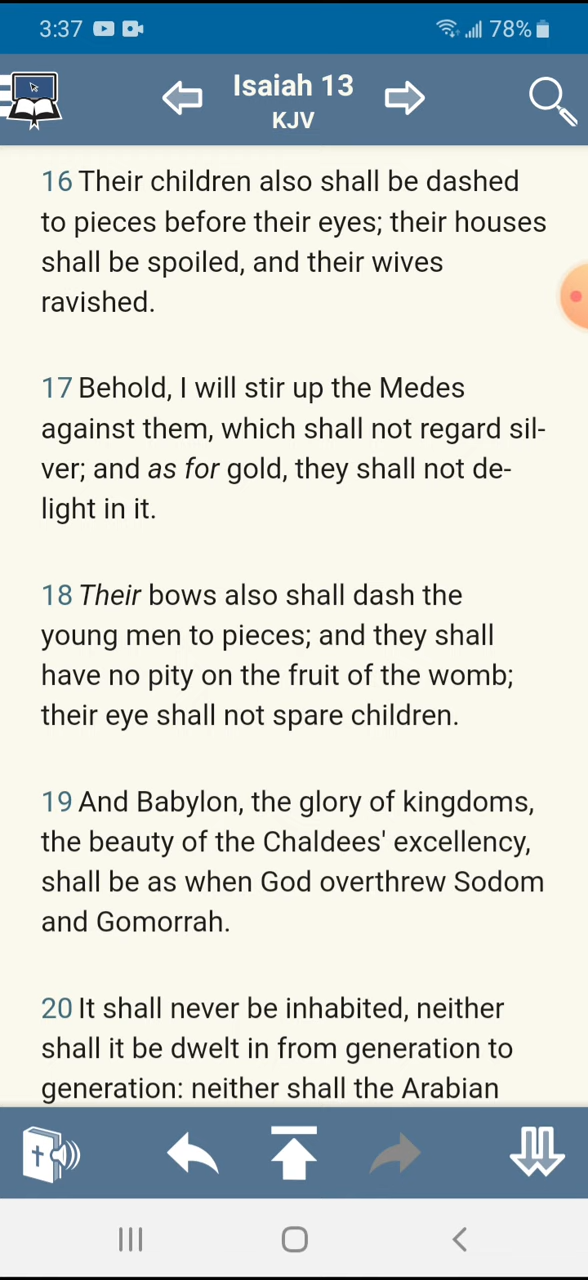 3:37 78%
Isaiah 13
KJV
16 Their children also shall be dashed
to pieces before their eyes; their houses
shall be spoiled, and their wives
ravished.
17 Behold, I will stir up the Medes
against them, which shall not regard sil-
ver; and as for gold, they shall not de-
light in it.
18 Their bows also shall dash the
young men to pieces; and they shall
have no pity on the fruit of the womb;
their eye shall not spare children.
19 And Babylon, the glory of kingdoms,
the beauty of the Chaldees' excellency,
shall be as when God overthrew Sodom
and Gomorrah.
20 It shall never be inhabited, neither
shall it be dwelt in from generation to
generation: neither shall the Arabian